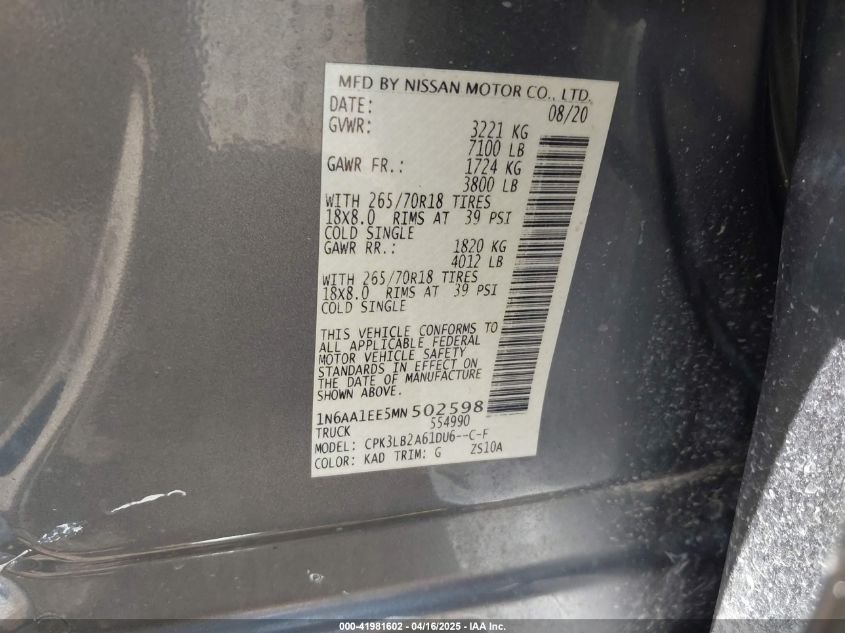 MFD BY NISSAN MOTOR CO., LTD.
DATE: 08/20
GVWR: 3221 KG
7100 LB
GAWR FR.: 1724 KG
3800 LB
WITH 265/70R18 TIRES
18X8.0 RIMS AT 39 PSI
COLD SINGLE
GAWR RR.: 1820 KG
4012 LB
WITH 265/70R18 TIRES
18X8.0 RIMS AT 39 PSI
COLD SINGLE
THIS VEHICLE CONFORMS TO
ALL APPLICABLE FEDERAL
MOTOR VEHICLE SAFETY
STANDARDS IN EFFECT ON
THE DATE OF MANUFACTURE
SHOWN ABOVE.
1N6AA1EE5MN502598
TRUCK 554990
MODEL: CPK3LB2A61DU6--C-F
COLOR: KAD TRIM: G ZS10A
000-41981602 - 04/16/2025 - IAA Inc.